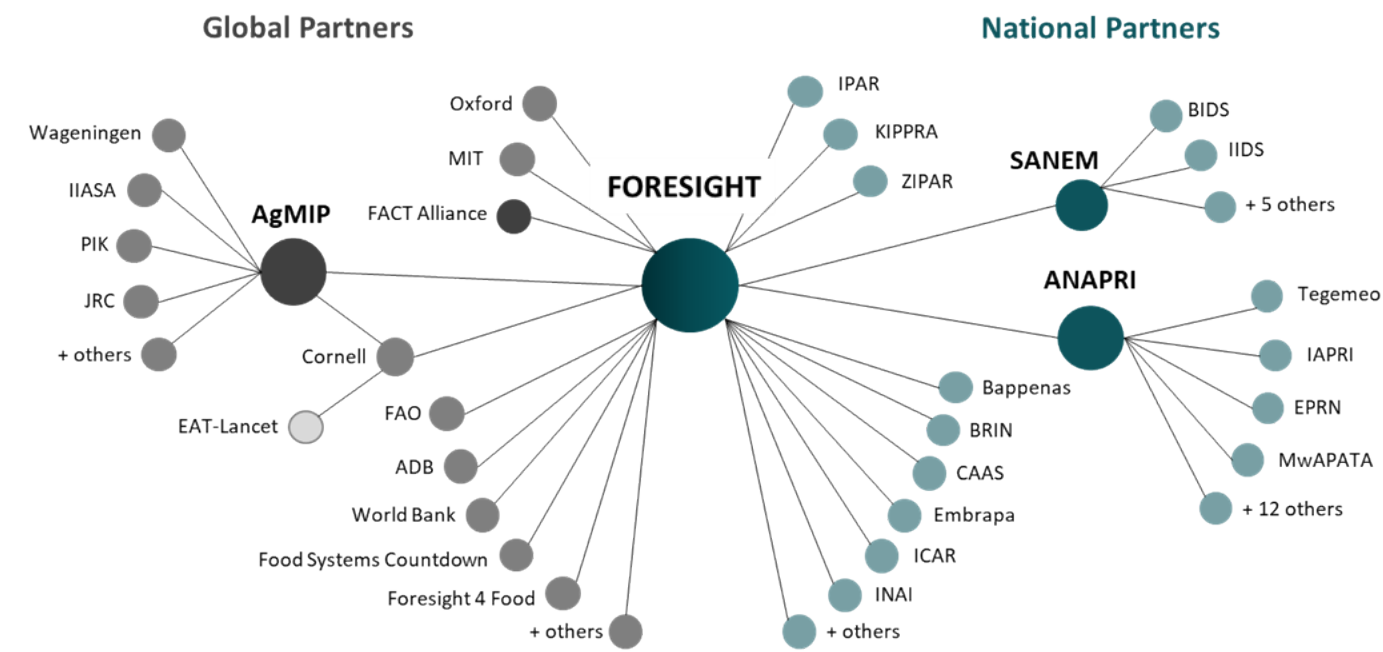 Global Partners
National Partners
Oxford
Wageningen
MIT
IIASA
FACT Alliance
AgMIP
PIK
JRC
+ others
Cornell
EAT-Lancet
FAO
ADB
World Bank
Food Systems Countdown
Foresight 4 Food
+ others
FORESIGHT
IPAR
KIPPRA
ZIPAR
SANEM
BIDS
IIDS
+ 5 others
ANAPRI
Tegemeo
IAPRI
EPRN
MwAPATA
+ 12 others
Bappenas
BRIN
CAAS
Embrapa
ICAR
INAI
+ others